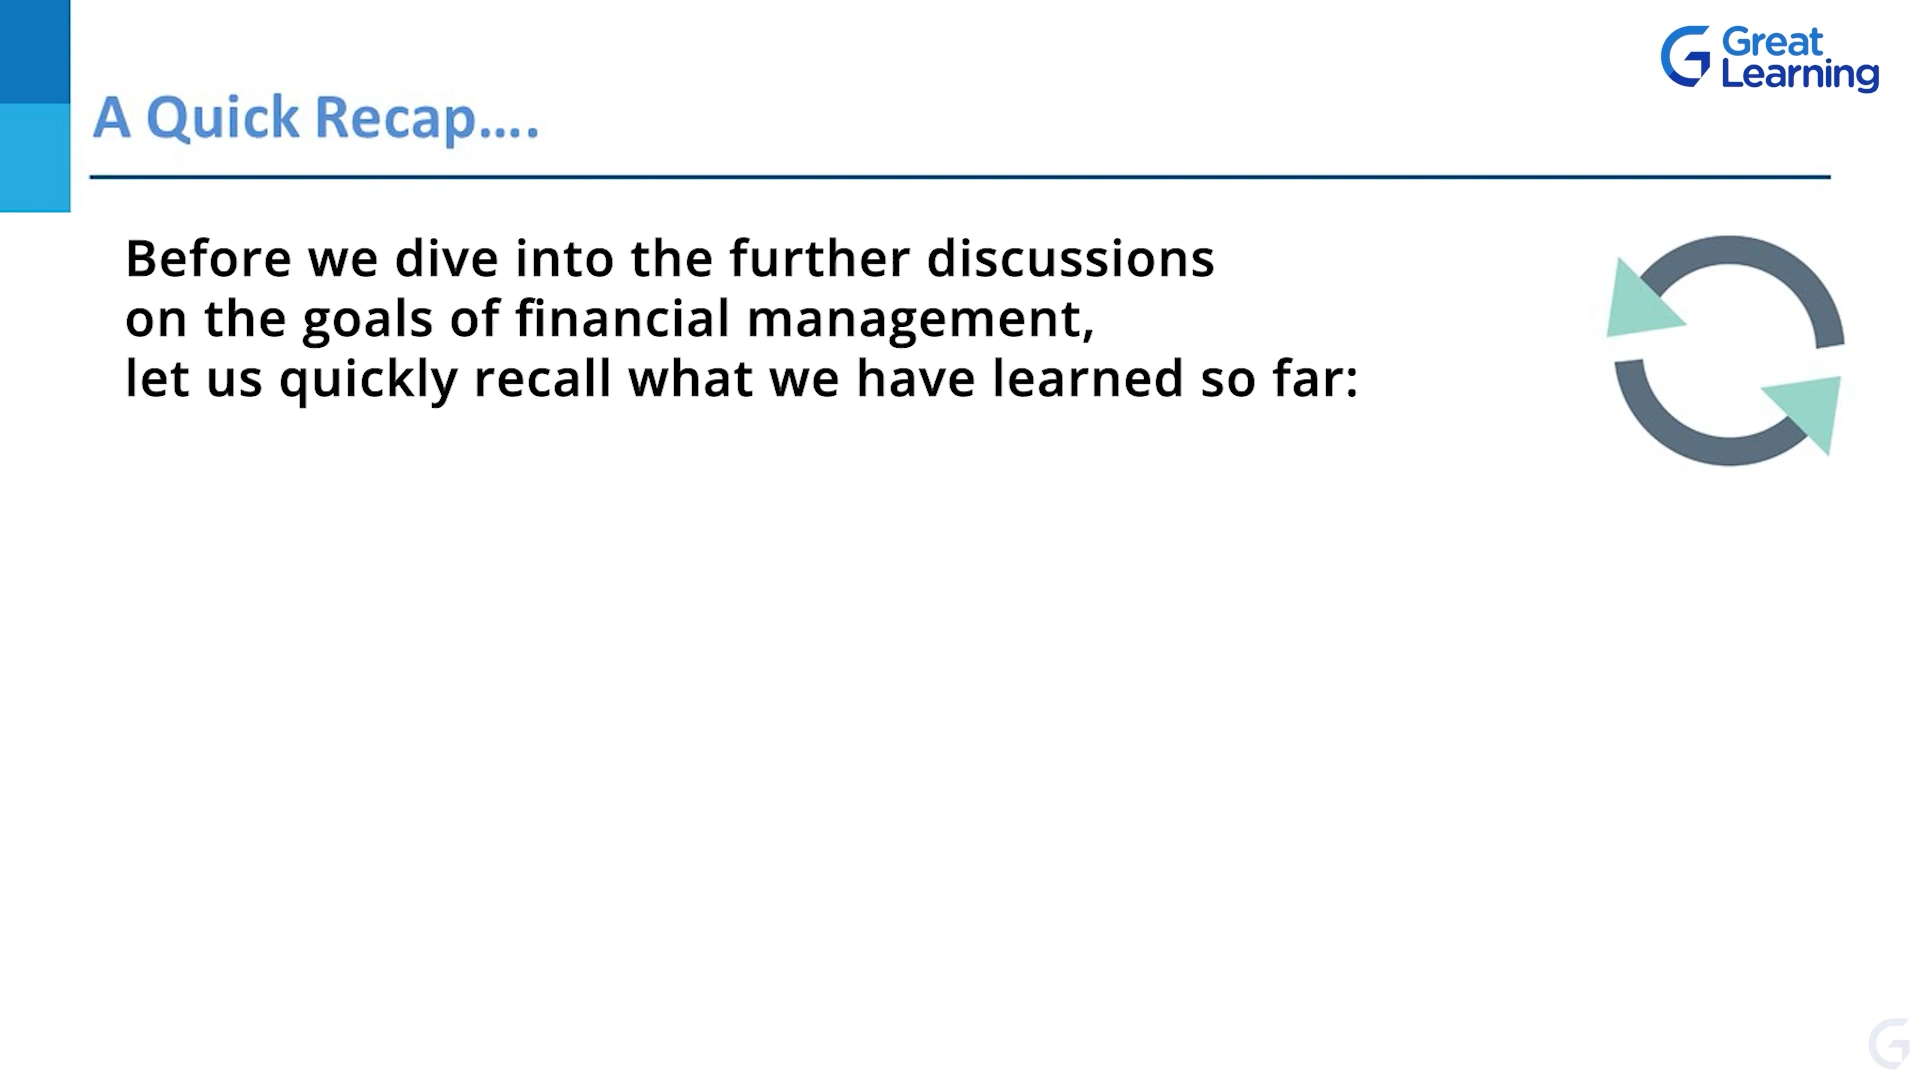 Great
Learning
A Quick Recap....
Before we dive into the further discussions
on the goals of financial management,
let us quickly recall what we have learned so far: